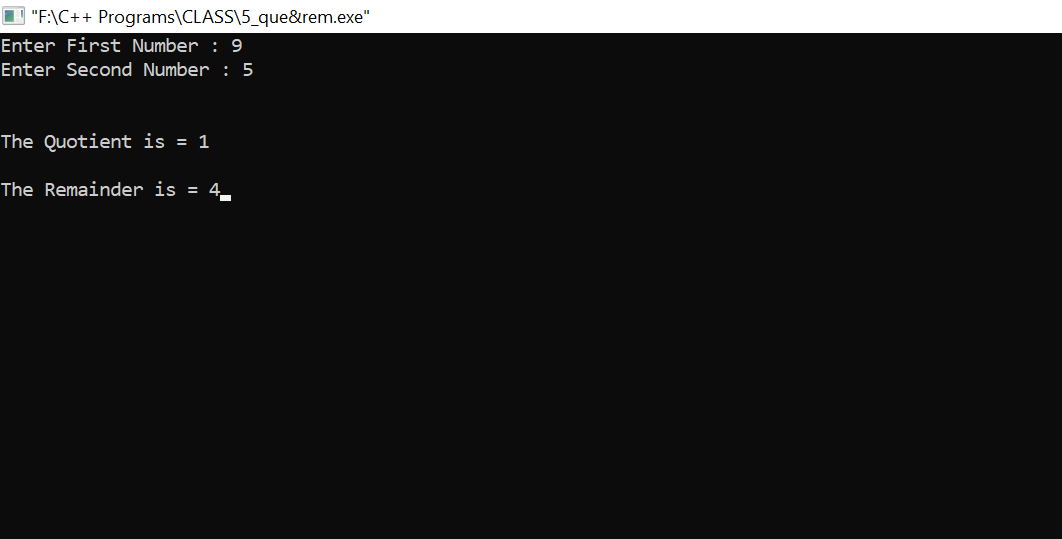 "F:\C++ Programs\CLASS\5_que&rem.exe"
Enter First Number : 9
Enter Second Number : 5
The Quotient is = 1
The Remainder is = 4